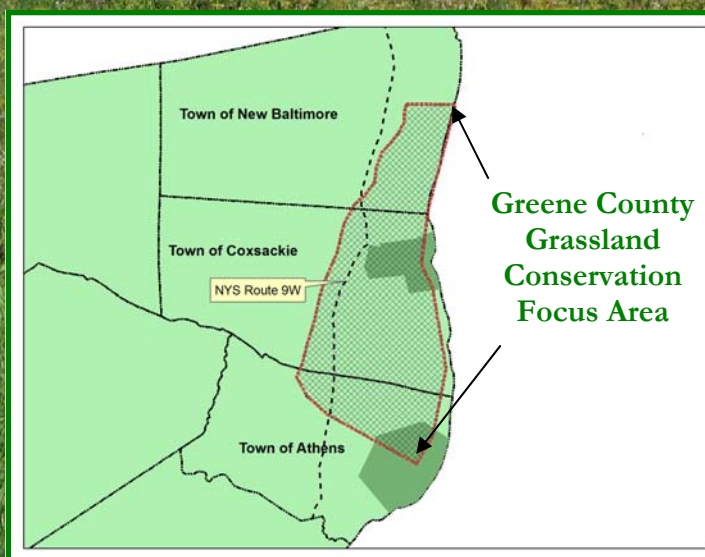 Town of New Baltimore
Town of Coxsackie
NYS Route 9W
Town of Athens
Greene County
Grassland
Conservation
Focus Area